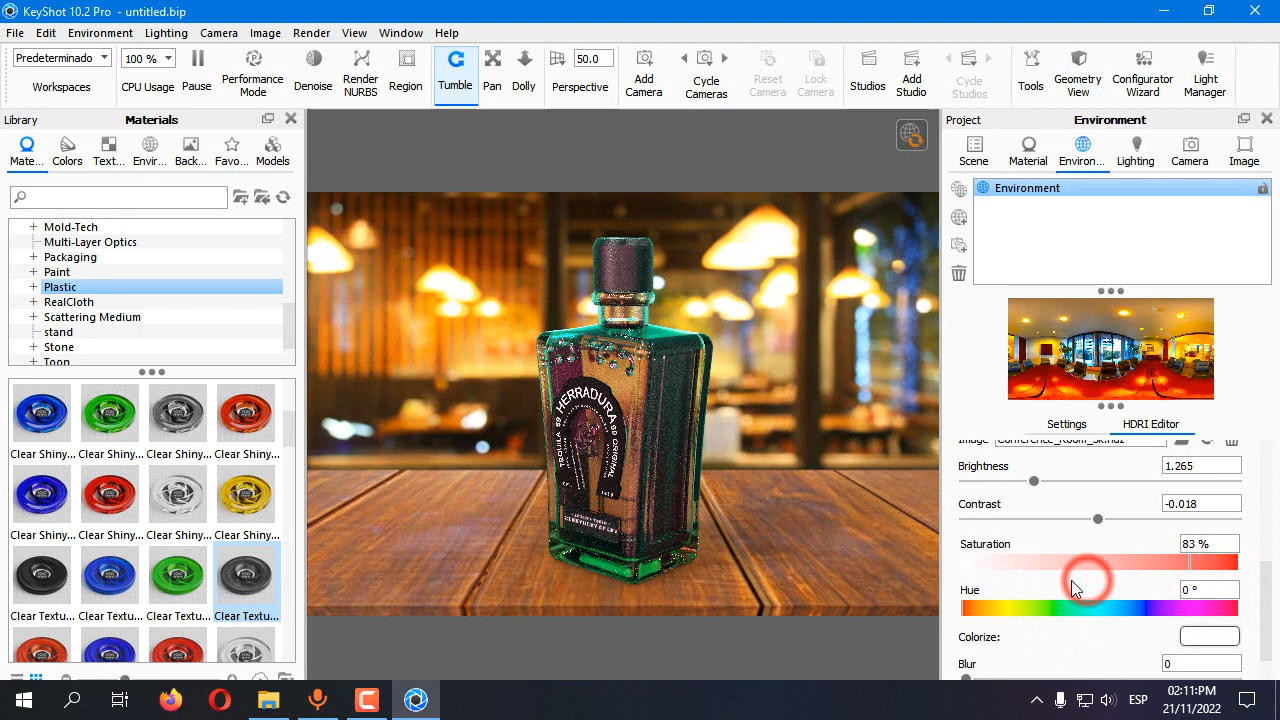 KeyShot 10.2 Pro - untitled.bip
File Edit Environment Lighting Camera Image Render View Window Help
Predeterminado
Workspaces
100 %
CPU Usage
Pause
Performance Mode
Denoise
Render NURBS
Region
Tumble
Pan
Dolly
50.0
Perspective
Add Camera
Cycle Cameras
Reset Camera
Lock Camera
Studios
Add Studio
Cycle Studios
Tools
Geometry View
Configurator Wizard
Light Manager
Library
Materials
Mate... Colors Text... Envir... Back... Favo... Models
Mold-Tech
Multi-Layer Optics
Packaging
Paint
Plastic
RealCloth
Scattering Medium
stand
Stone
Toon
Clear Shiny... Clear Shiny... Clear Shiny... Clear Shiny...
Clear Shiny... Clear Shiny... Clear Shiny... Clear Shiny...
Clear Textu... Clear Textu... Clear Textu... Clear Textu...
HERRADURA
TEQUILA
ORIGINAL
Project
Environment
Scene Material Environ... Lighting Camera Image
Environment
Settings HDRI Editor
Image Conference_Room_3k.hdz
Brightness 1.265
Contrast -0.018
Saturation 83 %
Hue 0 °
Colorize:
Blur 0
ESP
02:11:PM
21/11/2022